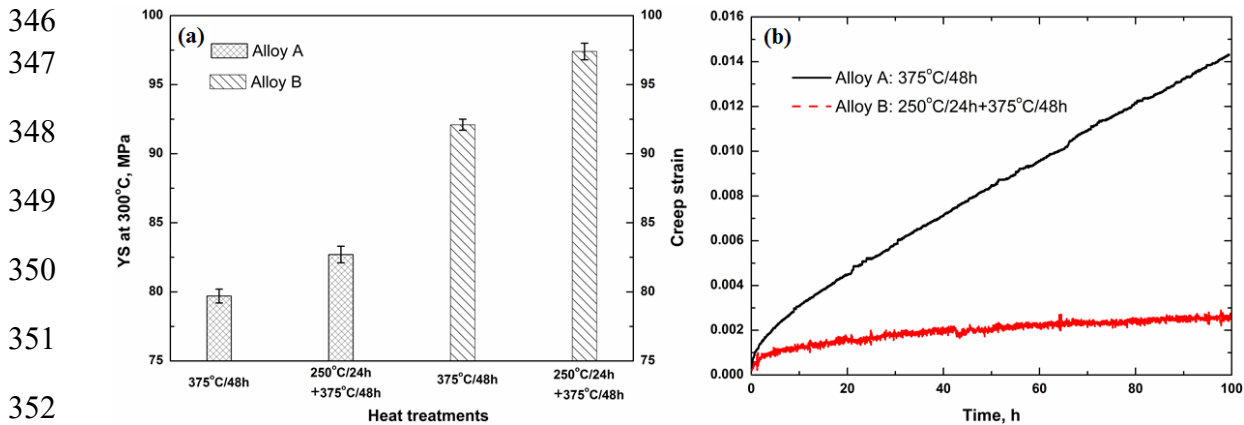 346
347
348
349
350
351
352
(a)
Alloy A
Alloy B
YS at 300°C, MPa
100
95
90
85
80
75
100
95
90
85
80
75
375°C/48h
250°C/24h
+375°C/48h
375°C/48h
250°C/24h
+375°C/48h
Heat treatments
(b)
Alloy A: 375°C/48h
Alloy B: 250°C/24h+375°C/48h
Creep strain
0.016
0.014
0.012
0.010
0.008
0.006
0.004
0.002
0.000
0
20
40
60
80
100
Time, h